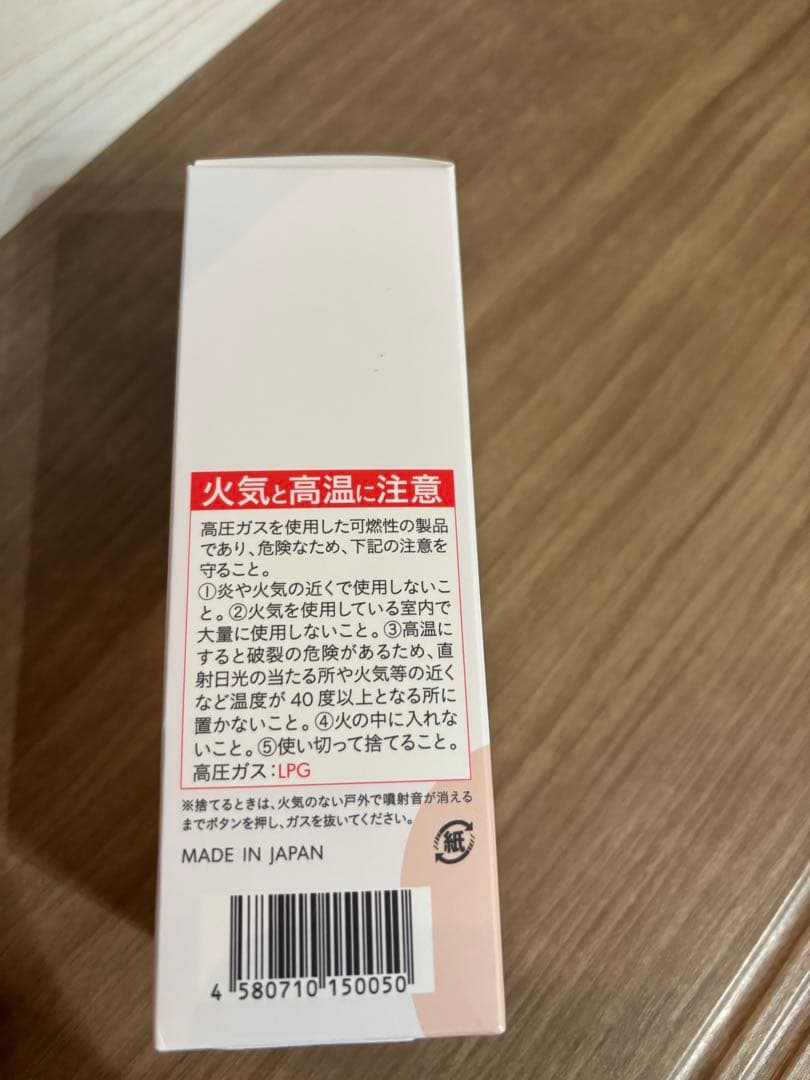 火気と高温に注意
高圧ガスを使用した可燃性の製品
であり、危険なため、下記の注意を
守ること。
①炎や火気の近くで使用しないこ
と。②火気を使用している室内で
大量に使用しないこと。③高温に
すると破裂の危険があるため、直
射日光の当たる所や火気等の近く
など温度が40度以上となる所に
置かないこと。④火の中に入れな
いこと。⑤使い切って捨てること。
高圧ガス：LPG
※捨てるときは、火気のない戸外で噴射音が消える
までボタンを押し、ガスを抜いてください。
紙
MADE IN JAPAN
4 580710 150050